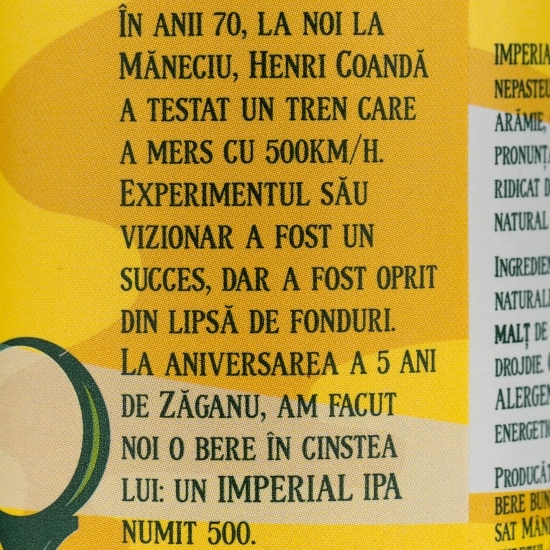 ÎN ANII 70, LA NOI LA
MĂNECIU, HENRI COANDĂ
A TESTAT UN TREN CARE
A MERS CU 500KM/H.
EXPERIMENTUL SĂU
VIZIONAR A FOST UN
SUCCES, DAR A FOST OPRIT
DIN LIPSĂ DE FONDURI.
LA ANIVERSAREA A 5 ANI
DE ZĂGANU, AM FACUT
NOI O BERE ÎN CINSTEA
LUI: UN IMPERIAL IPA
NUMIT 500.
IMPERIA
NEPASTEU
ARĂMIE,
PRONUNȚ
RIDICAT D
NATURAL
INGREDIEN
NATURALE
MALȚ DE
DROJDIE.
ALERGEN
ENERGETI
PRODUCĂT
BERE BUN
SAT MĂN